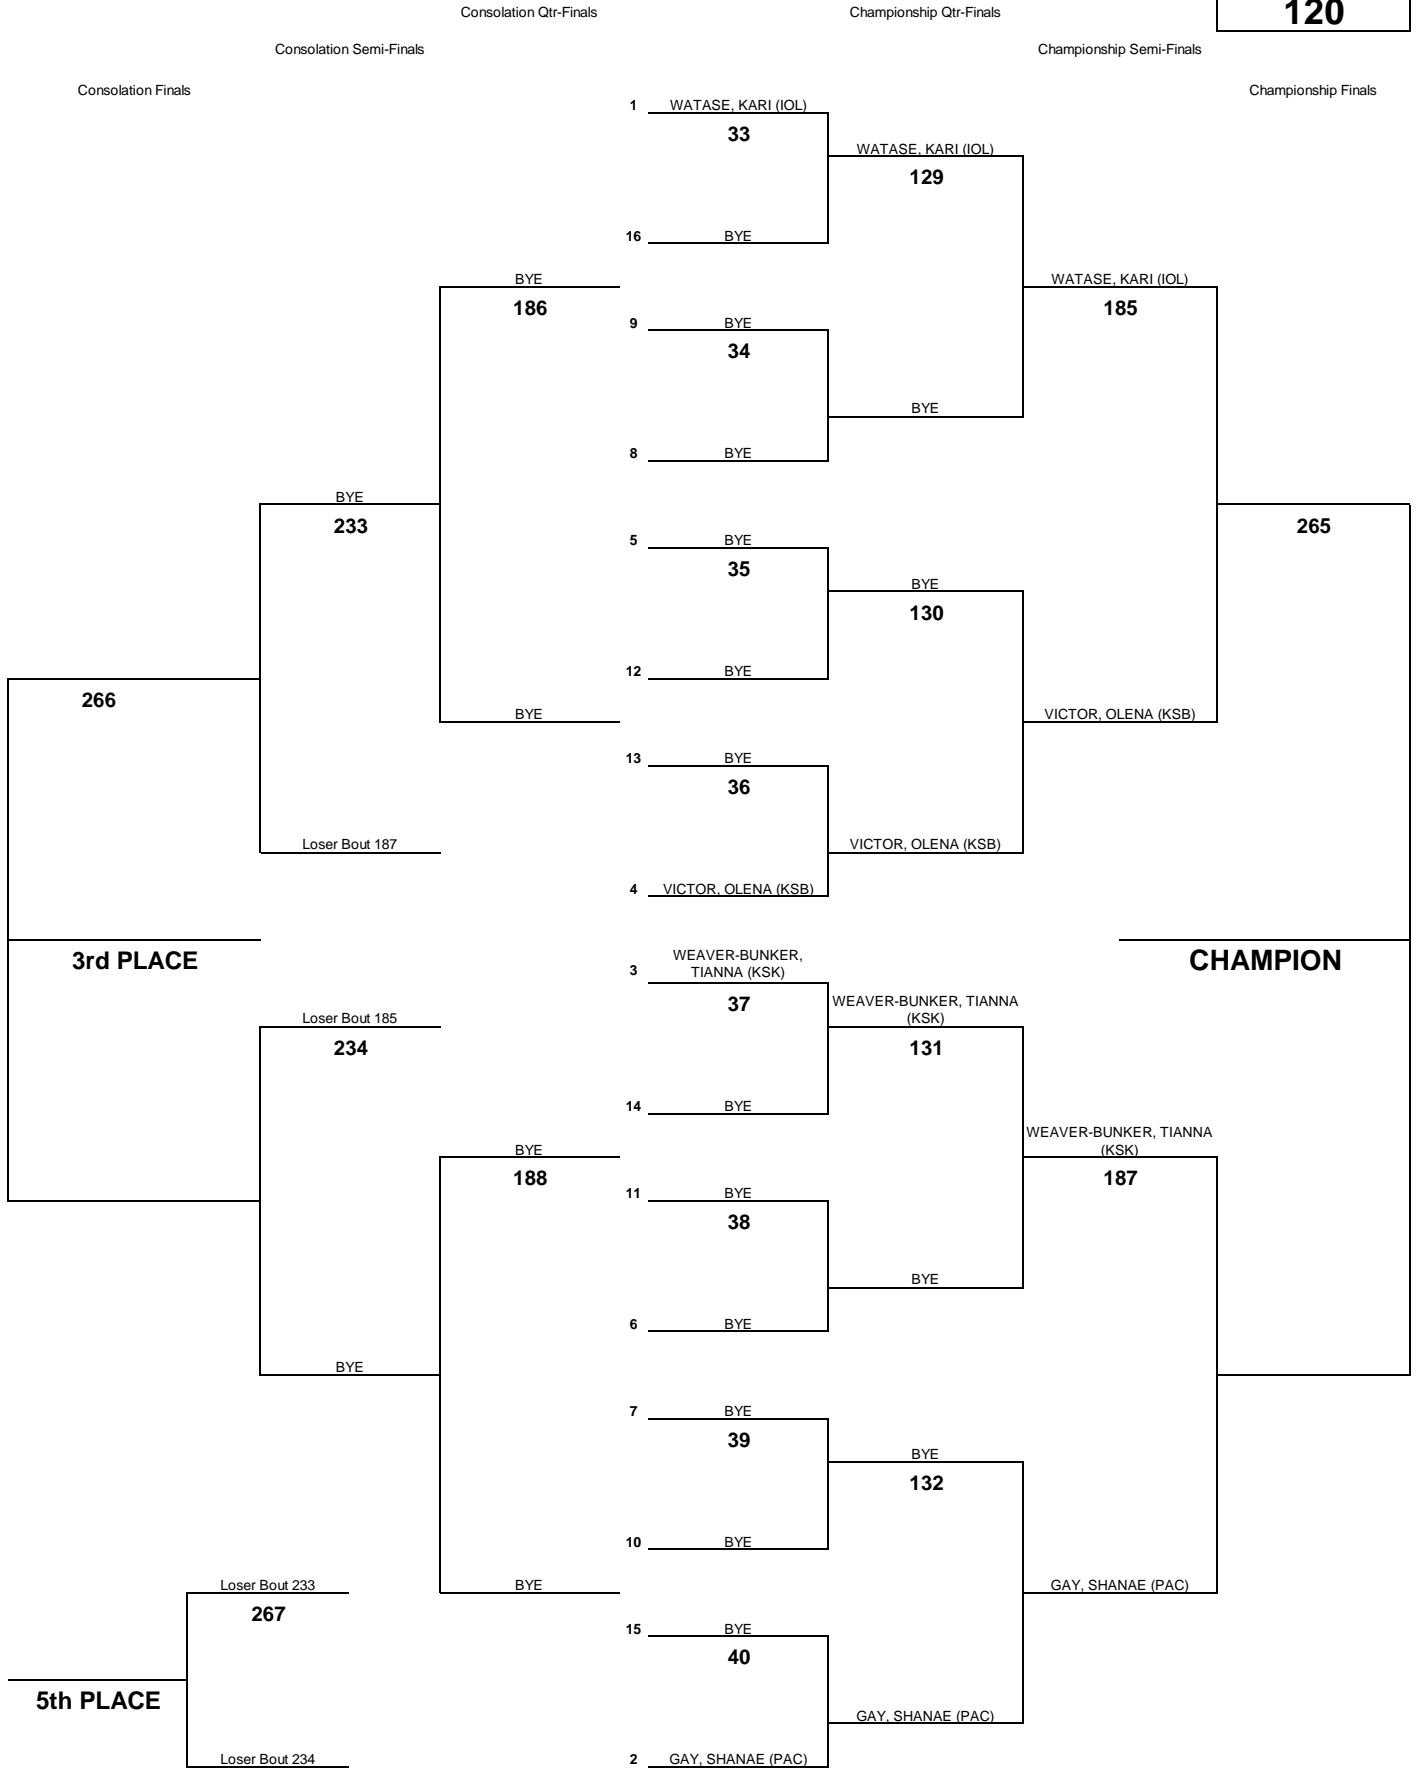 Consolation Qtr-Finals
Championship Qtr-Finals
120
Consolation Semi-Finals
Championship Semi-Finals
Consolation Finals
Championship Finals
1 WATASE, KARI (IOL)
33
WATASE, KARI (IOL)
129
16 BYE
BYE
WATASE, KARI (IOL)
186
185
9 BYE
34
BYE
8 BYE
BYE
233
265
5 BYE
35
BYE
130
12 BYE
266
BYE
VICTOR, OLENA (KSB)
13 BYE
36
Loser Bout 187
VICTOR, OLENA (KSB)
4 VICTOR, OLENA (KSB)
3rd PLACE
CHAMPION
WEAVER-BUNKER,
3 TIANNA (KSK)
37
WEAVER-BUNKER, TIANNA
(KSK)
Loser Bout 185
234
131
14 BYE
WEAVER-BUNKER, TIANNA
(KSK)
BYE
188
187
11 BYE
38
BYE
6 BYE
BYE
7 BYE
39
BYE
132
10 BYE
Loser Bout 233
BYE
GAY, SHANAE (PAC)
267
15 BYE
40
5th PLACE
GAY, SHANAE (PAC)
Loser Bout 234
2 GAY, SHANAE (PAC)